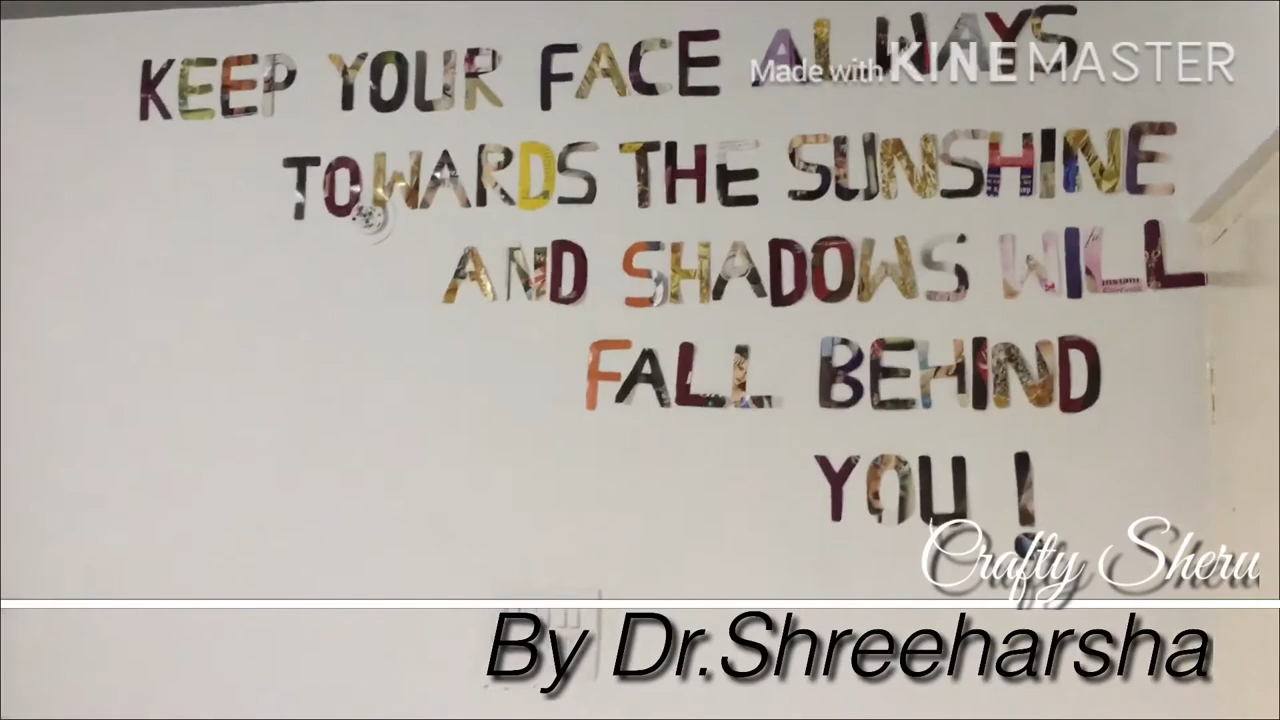 KEEP YOUR FACE ALWAYS
Made with KINEMASTER
TOWARDS THE SUNSHINE
AND SHADOWS WILL
FALL BEHIND
YOU !
Crafty Sheru
By Dr.Shreeharsha